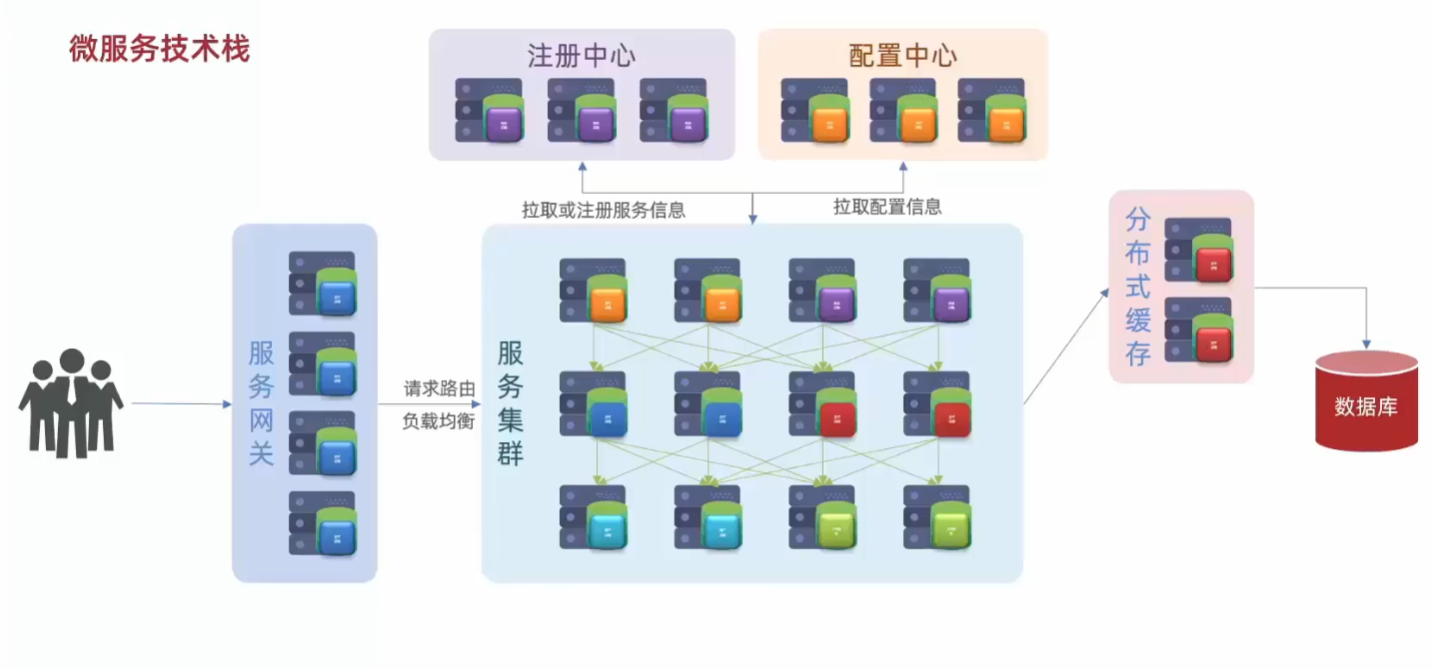 微服务技术栈
注册中心
配置中心
拉取或注册服务信息
拉取配置信息
服务网关
请求路由
负载均衡
服务集群
分布式缓存
数据库